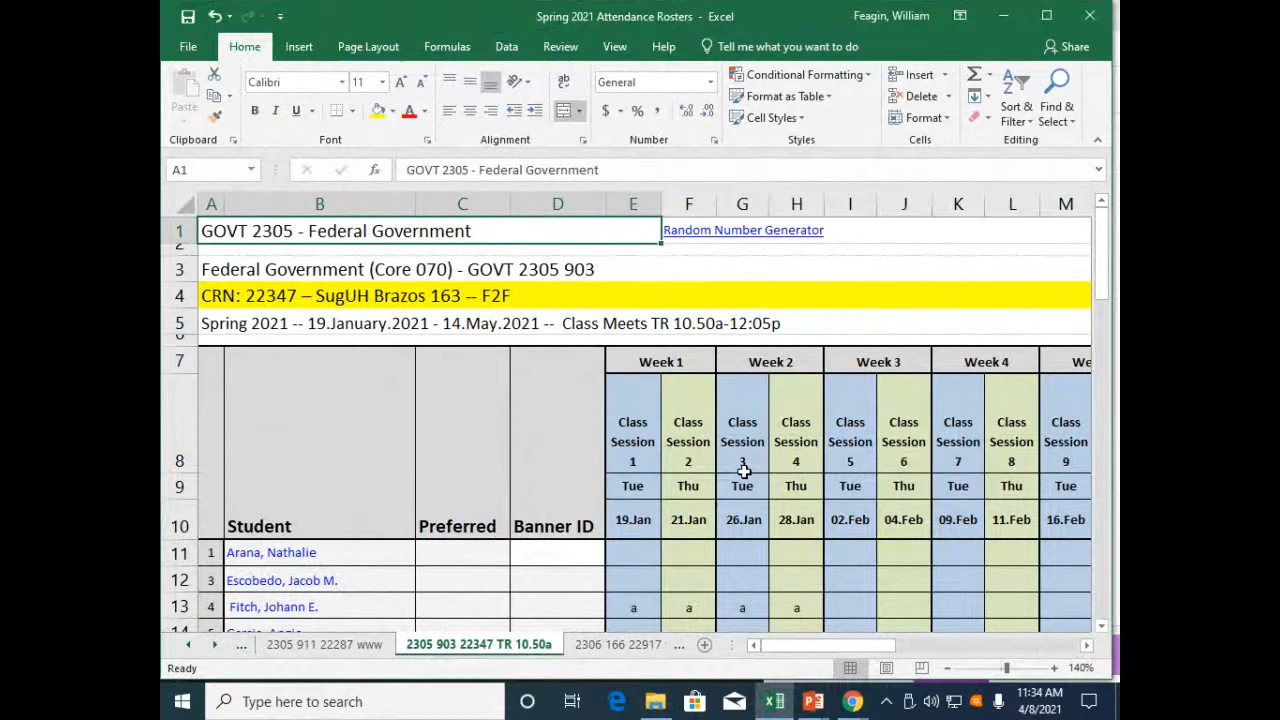 Spring 2021 Attendance Rosters - Excel
Feagin, William
File Home Insert Page Layout Formulas Data Review View Help Tell me what you want to do Share
Paste
Calibri 11
B I U
A
General
$ % ,
Conditional Formatting
Format as Table
Cell Styles
Insert
Delete
Format
Sort & Filter
Find & Select
Clipboard Font Alignment Number Styles Cells Editing
A1 fx GOVT 2305 - Federal Government
A B C D E F G H I J K L M
1 GOVT 2305 - Federal Government Random Number Generator
2
3 Federal Government (Core 070) - GOVT 2305 903
4 CRN: 22347 – SugUH Brazos 163 -- F2F
5 Spring 2021 -- 19.January.2021 - 14.May.2021 -- Class Meets TR 10.50a-12:05p
6
7 Week 1 Week 2 Week 3 Week 4 We
8 Class Session 1 Class Session 2 Class Session 3 Class Session 4 Class Session 5 Class Session 6 Class Session 7 Class Session 8 Class Session 9
9 Tue Thu Tue Thu Tue Thu Tue Thu Tue
10 Student Preferred Banner ID 19.Jan 21.Jan 26.Jan 28.Jan 02.Feb 04.Feb 09.Feb 11.Feb 16.Feb
11 1 Arana, Nathalie
12 3 Escobedo, Jacob M.
13 4 Fitch, Johann E. a a a a
14
... 2305 911 22287 www 2305 903 22347 TR 10.50a 2306 166 22917 ...
Ready 140%
Type here to search
11:34 AM
4/8/2021